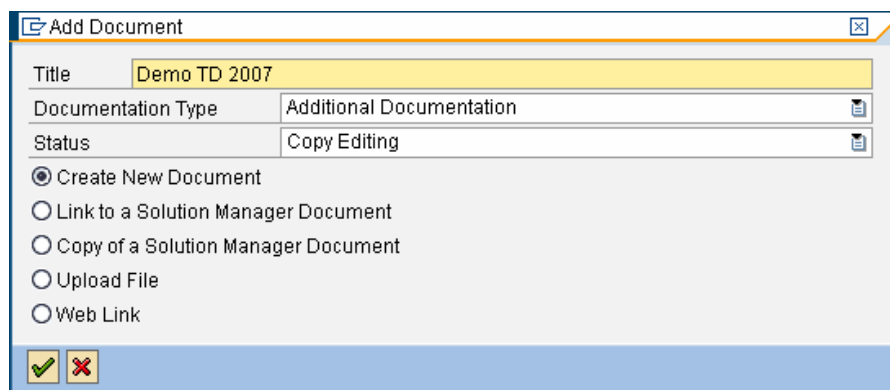 Add Document
Title Demo TD 2007
Documentation Type Additional Documentation
Status Copy Editing
Create New Document
Link to a Solution Manager Document
Copy of a Solution Manager Document
Upload File
Web Link